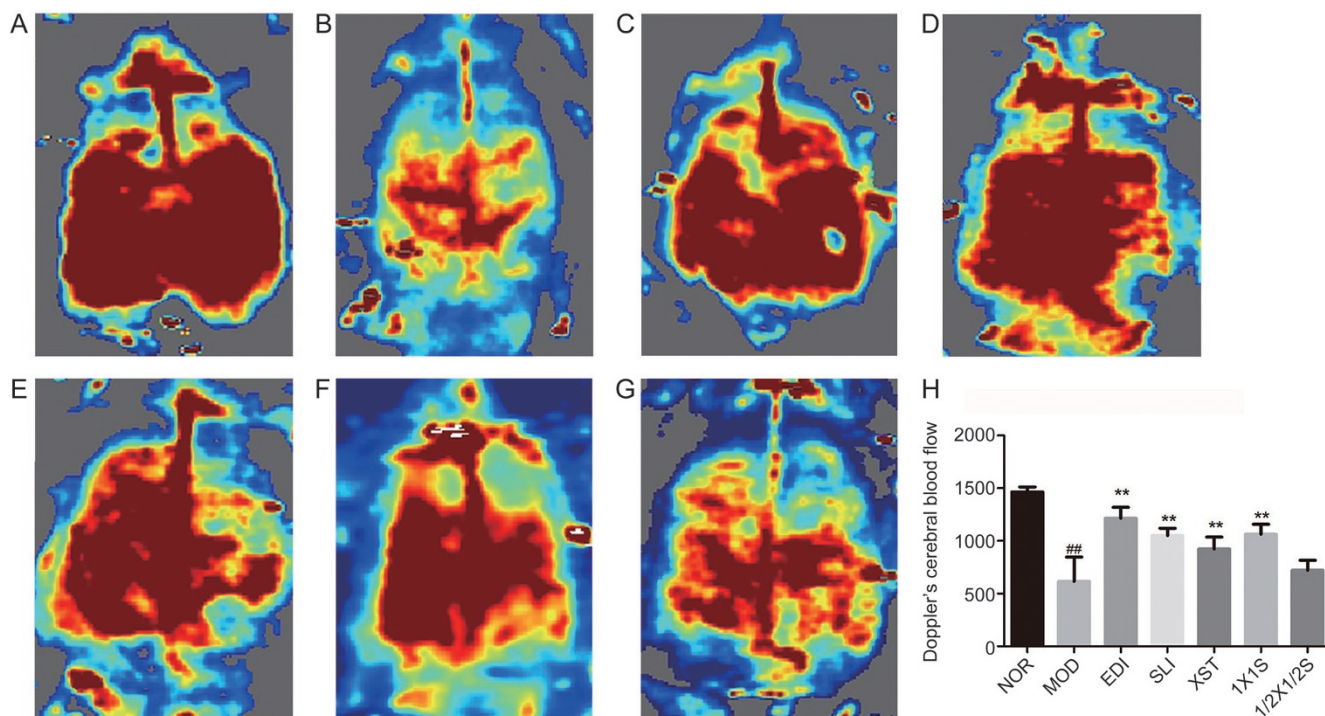 A
B
C
D
E
F
G
H
Doppler's cerebral blood flow
2000
1500
1000
500
0
##
**
**
**
**
NOR
MOD
EDI
SLI
XST
1X1S
1/2X1/2S